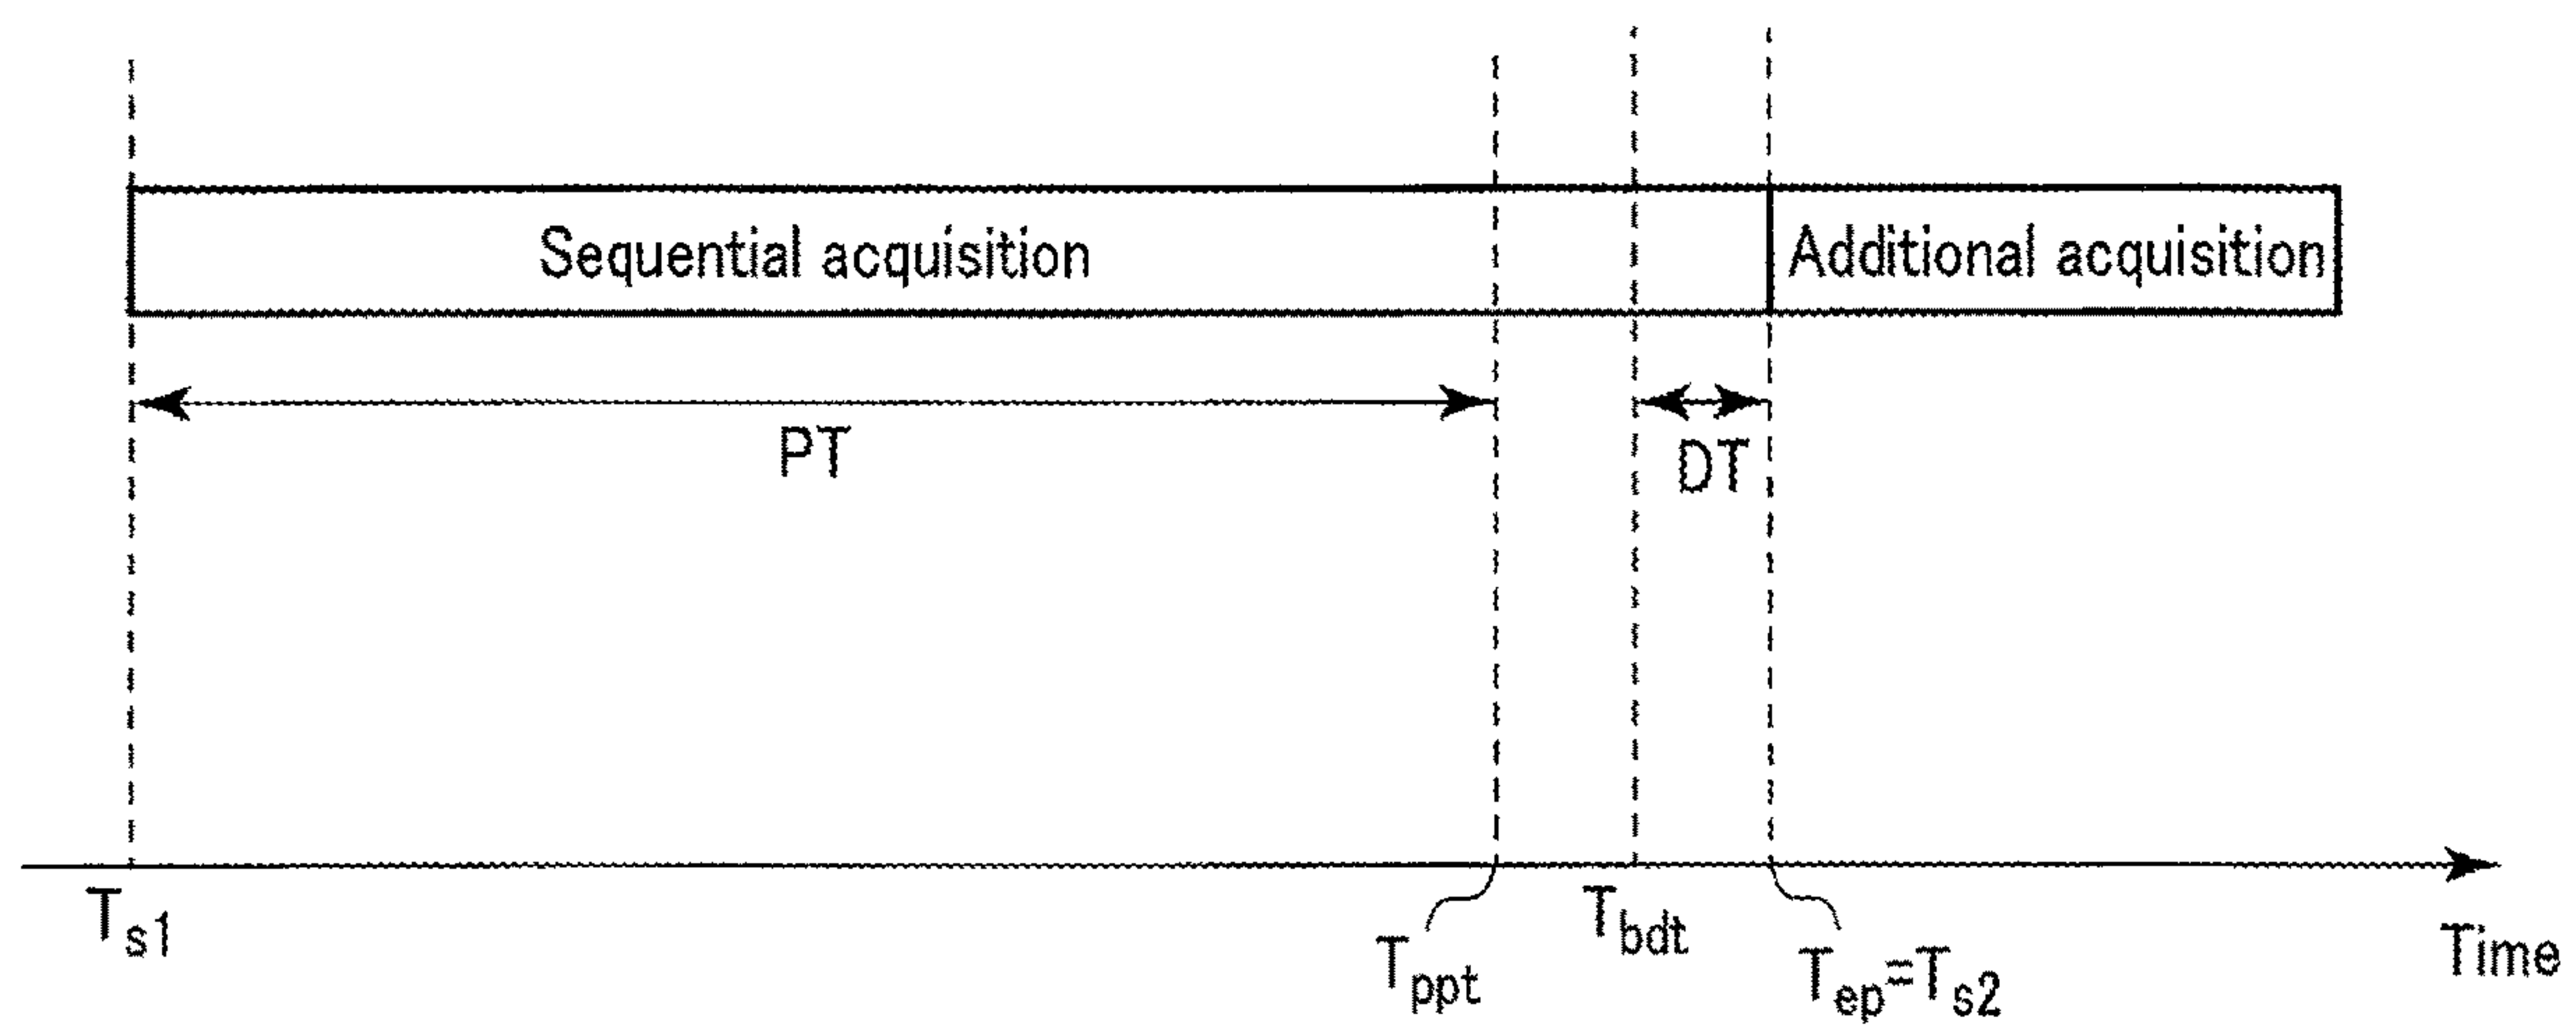 Sequential acquisition Additional acquisition
PT DT
Ts1 Tppt Tbdt Tep=Ts2 Time